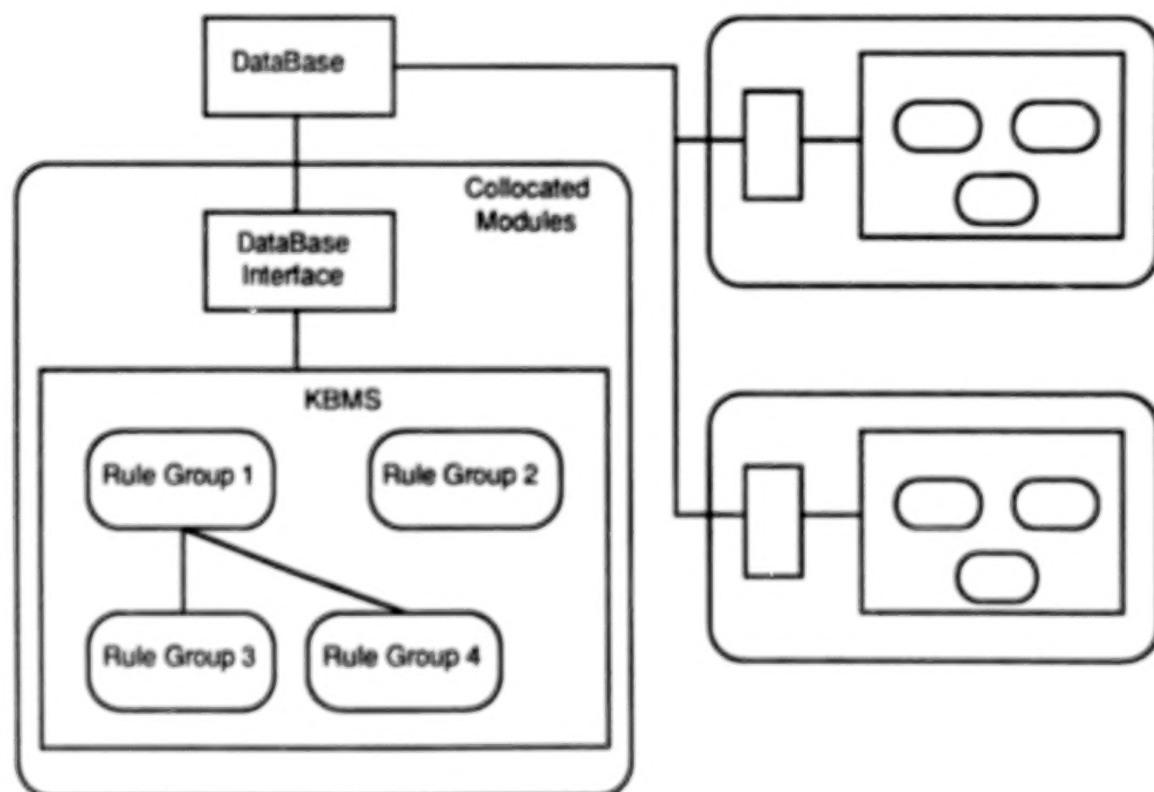 DataBase
Collocated
Modules
DataBase
Interface
KBMS
Rule Group 1
Rule Group 2
Rule Group 3
Rule Group 4